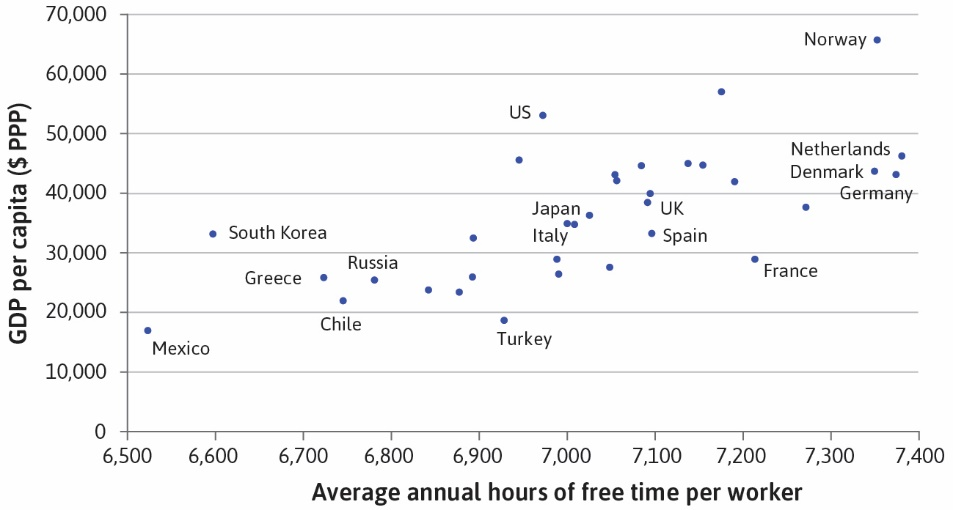 70,000
60,000
50,000
40,000
30,000
20,000
10,000
0
GDP per capita ($ PPP)
Norway
US
Netherlands
Denmark
Germany
Japan
UK
Italy
Spain
South Korea
Russia
Greece
France
Chile
Turkey
Mexico
6,500 6,600 6,700 6,800 6,900 7,000 7,100 7,200 7,300 7,400
Average annual hours of free time per worker